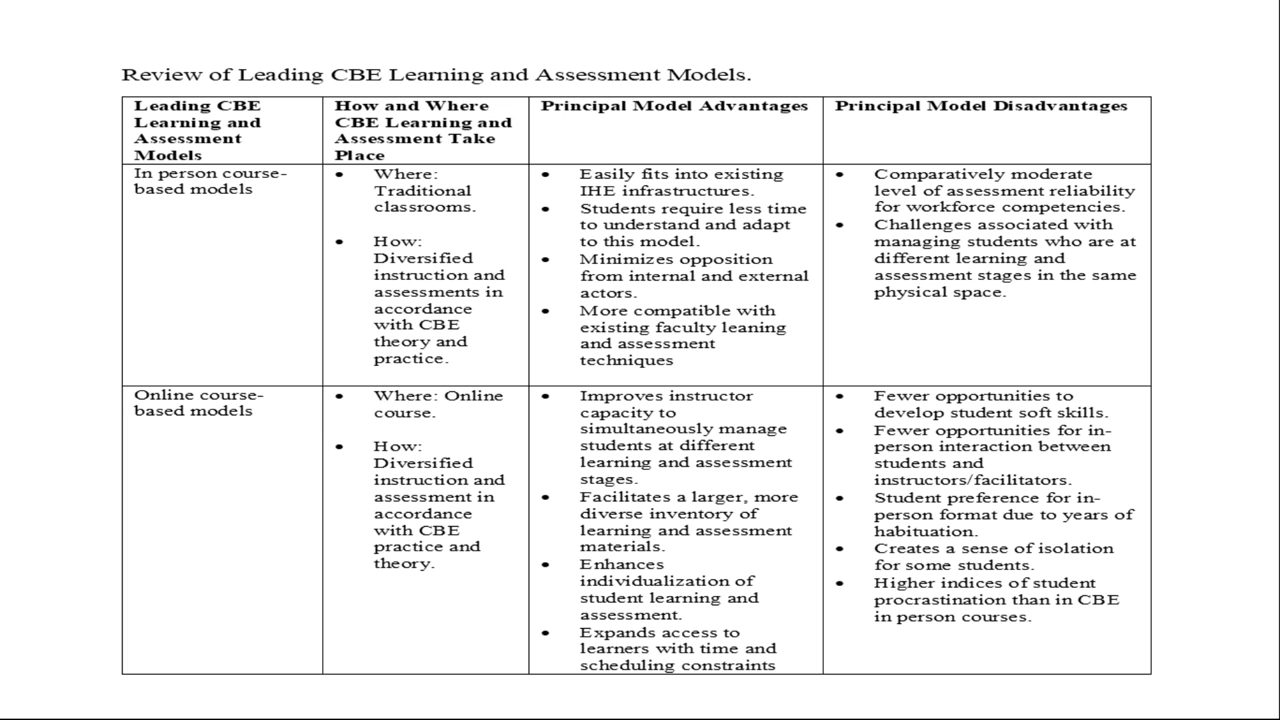 Review of Leading CBE Learning and Assessment Models.
Leading CBE
Learning and
Assessment
Models
How and Where
CBE Learning and
Assessment Take
Place
Principal Model Advantages
Principal Model Disadvantages
In person course-
based models
• Where:
Traditional
classrooms.
• How:
Diversified
instruction and
assessments in
accordance
with CBE
theory and
practice.
• Easily fits into existing
IHE infrastructures.
• Students require less time
to understand and adapt
to this model.
• Minimizes opposition
from internal and external
actors.
• More compatible with
existing faculty leaning
and assessment
techniques
• Comparatively moderate
level of assessment reliability
for workforce competencies.
• Challenges associated with
managing students who are at
different learning and
assessment stages in the same
physical space.
Online course-
based models
• Where: Online
course.
• How:
Diversified
instruction and
assessment in
accordance
with CBE
practice and
theory.
• Improves instructor
capacity to
simultaneously manage
students at different
learning and assessment
stages.
• Facilitates a larger, more
diverse inventory of
learning and assessment
materials.
• Enhances
individualization of
student learning and
assessment.
• Expands access to
learners with time and
scheduling constraints
• Fewer opportunities to
develop student soft skills.
• Fewer opportunities for in-
person interaction between
students and
instructors/facilitators.
• Student preference for in-
person format due to years of
habituation.
• Creates a sense of isolation
for some students.
• Higher indices of student
procrastination than in CBE
in person courses.